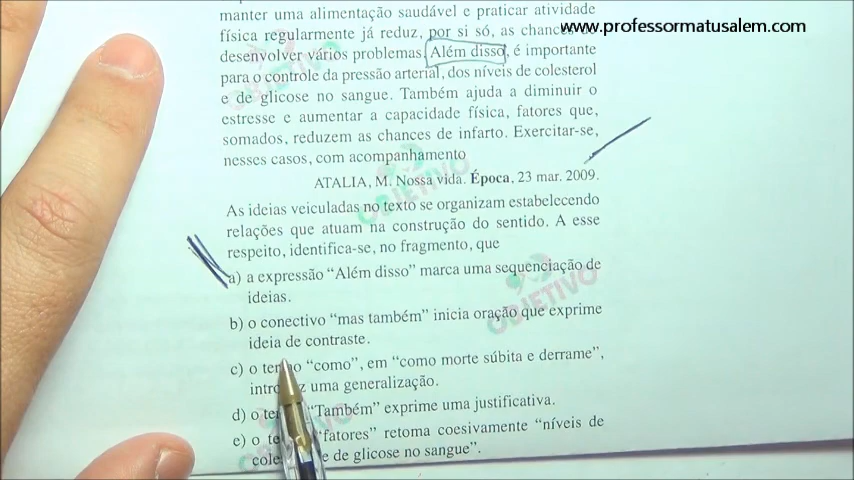 www.professormatusalem.com
manter uma alimentação saudável e praticar atividade
física regularmente já reduz, por si só, as chances de
desenvolver vários problemas. Além disso, é importante
para o controle da pressão arterial, dos níveis de colesterol
e de glicose no sangue. Também ajuda a diminuir o
estresse e aumentar a capacidade física, fatores que,
somados, reduzem as chances de infarto. Exercitar-se,
nesses casos, com acompanhamento
ATALIA, M. Nossa vida. Época, 23 mar. 2009.
As ideias veiculadas no texto se organizam estabelecendo
relações que atuam na construção do sentido. A esse
respeito, identifica-se, no fragmento, que
a) a expressão “Além disso” marca uma sequenciação de
ideias.
b) o conectivo “mas também” inicia oração que exprime
ideia de contraste.
c) o termo “como”, em “como morte súbita e derrame”,
introduz uma generalização.
d) o “Também” exprime uma justificativa.
e) o “fatores” retoma coesivamente “níveis de
e de glicose no sangue”.
OBJETIVO
OBJETIVO
OBJETIVO